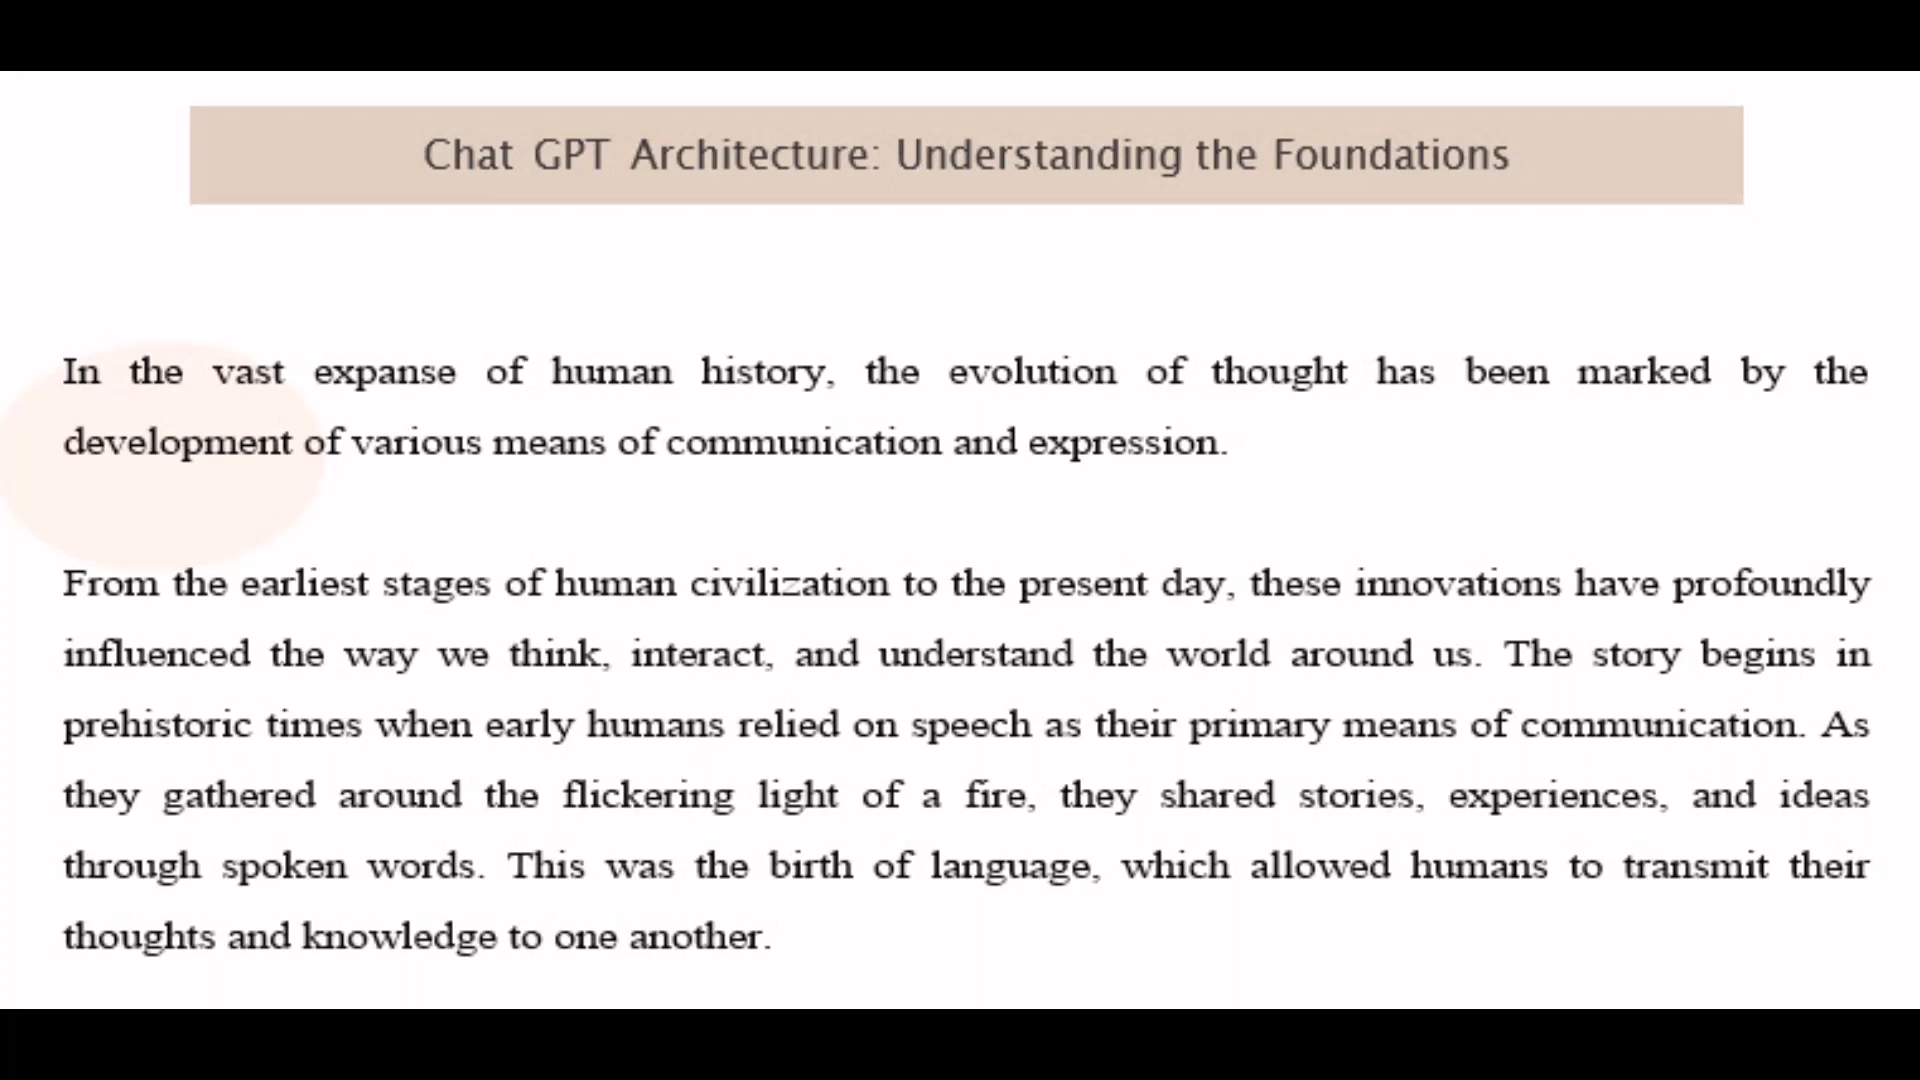 Chat GPT Architecture: Understanding the Foundations
In the vast expanse of human history, the evolution of thought has been marked by the
development of various means of communication and expression.
From the earliest stages of human civilization to the present day, these innovations have profoundly
influenced the way we think, interact, and understand the world around us. The story begins in
prehistoric times when early humans relied on speech as their primary means of communication. As
they gathered around the flickering light of a fire, they shared stories, experiences, and ideas
through spoken words. This was the birth of language, which allowed humans to transmit their
thoughts and knowledge to one another.